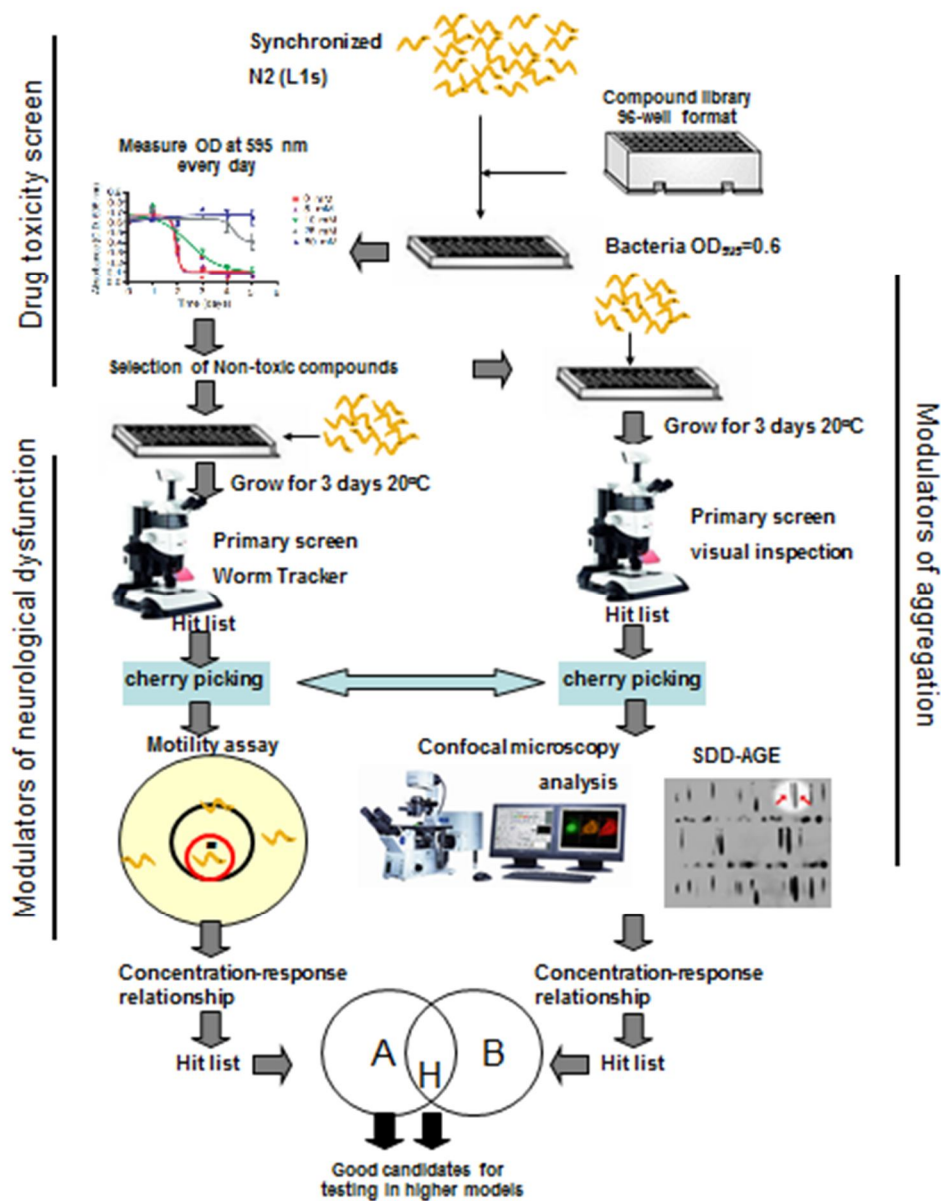 Synchronized
N2 (L1s)
Compound library
96-well format
Drug toxicity screen
Measure OD at 595 nm
every day
0 mM
Time (days)
Bacteria OD₅₉₅=0.6
Selection of Non-toxic compounds
Grow for 3 days 20ºC
Grow for 3 days 20ºC
Modulators of neurological dysfunction
Modulators of aggregation
Primary screen
Worm Tracker
Primary screen
visual inspection
Hit list
Hit list
cherry picking
cherry picking
Motility assay
Confocal microscopy
analysis
SDD-AGE
Concentration-response
relationship
Concentration-response
relationship
Hit list
A
H
B
Hit list
Good candidates for
testing in higher models